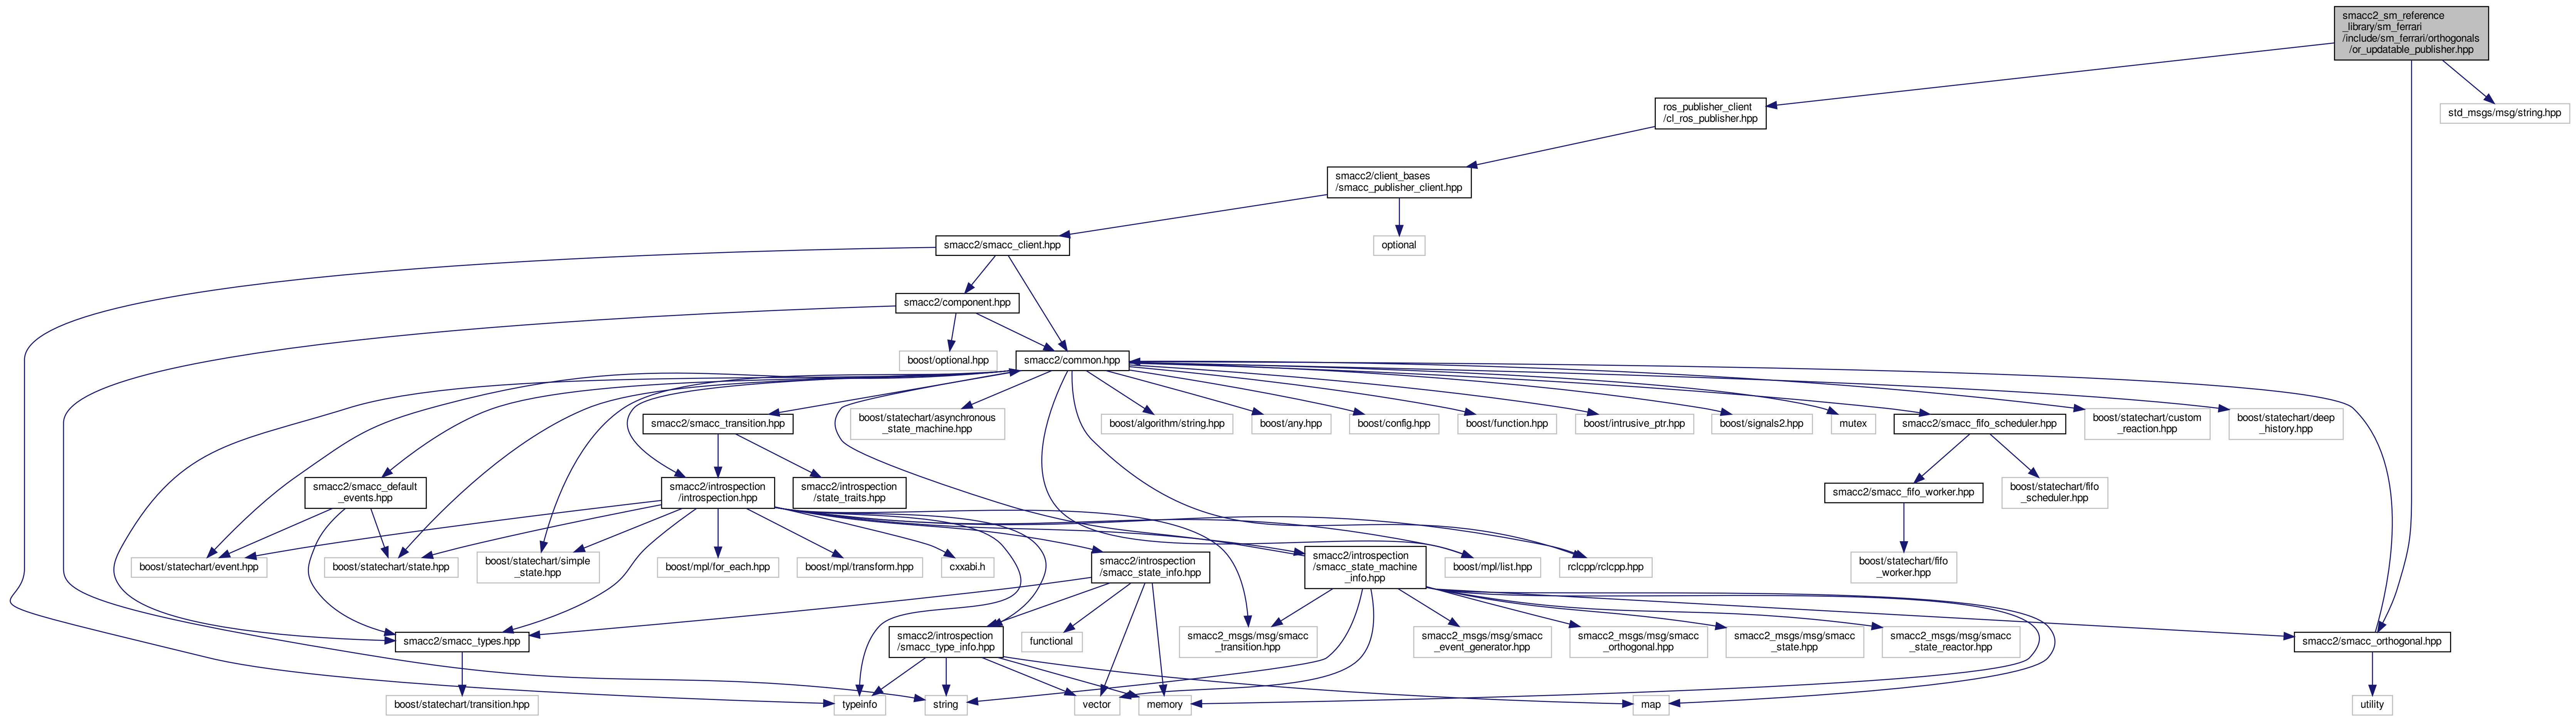 smacc2_sm_reference
_library/sm_ferrari
/include/sm_ferrari/orthogonals
/or_updatable_publisher.hpp
ros_publisher_client
/cl_ros_publisher.hpp
std_msgs/msg/string.hpp
smacc2/client_bases
/smacc_publisher_client.hpp
smacc2/smacc_client.hpp
optional
smacc2/component.hpp
boost/optional.hpp
smacc2/common.hpp
smacc2/smacc_transition.hpp
boost/statechart/asynchronous
_state_machine.hpp
boost/algorithm/string.hpp
boost/any.hpp
boost/config.hpp
boost/function.hpp
boost/intrusive_ptr.hpp
boost/signals2.hpp
mutex
smacc2/smacc_fifo_scheduler.hpp
boost/statechart/custom
_reaction.hpp
boost/statechart/deep
_history.hpp
smacc2/smacc_default
_events.hpp
smacc2/introspection
/introspection.hpp
smacc2/introspection
/state_traits.hpp
smacc2/smacc_fifo_worker.hpp
boost/statechart/fifo
_scheduler.hpp
boost/statechart/event.hpp
boost/statechart/state.hpp
boost/statechart/simple
_state.hpp
boost/mpl/for_each.hpp
boost/mpl/transform.hpp
cxxabi.h
smacc2/introspection
/smacc_state_info.hpp
smacc2/introspection
/smacc_state_machine
_info.hpp
boost/mpl/list.hpp
rclcpp/rclcpp.hpp
boost/statechart/fifo
_worker.hpp
smacc2/smacc_types.hpp
smacc2/introspection
/smacc_type_info.hpp
functional
smacc2_msgs/msg/smacc
_transition.hpp
smacc2_msgs/msg/smacc
_event_generator.hpp
smacc2_msgs/msg/smacc
_orthogonal.hpp
smacc2_msgs/msg/smacc
_state.hpp
smacc2_msgs/msg/smacc
_state_reactor.hpp
smacc2/smacc_orthogonal.hpp
boost/statechart/transition.hpp
typeinfo
string
vector
memory
map
utility